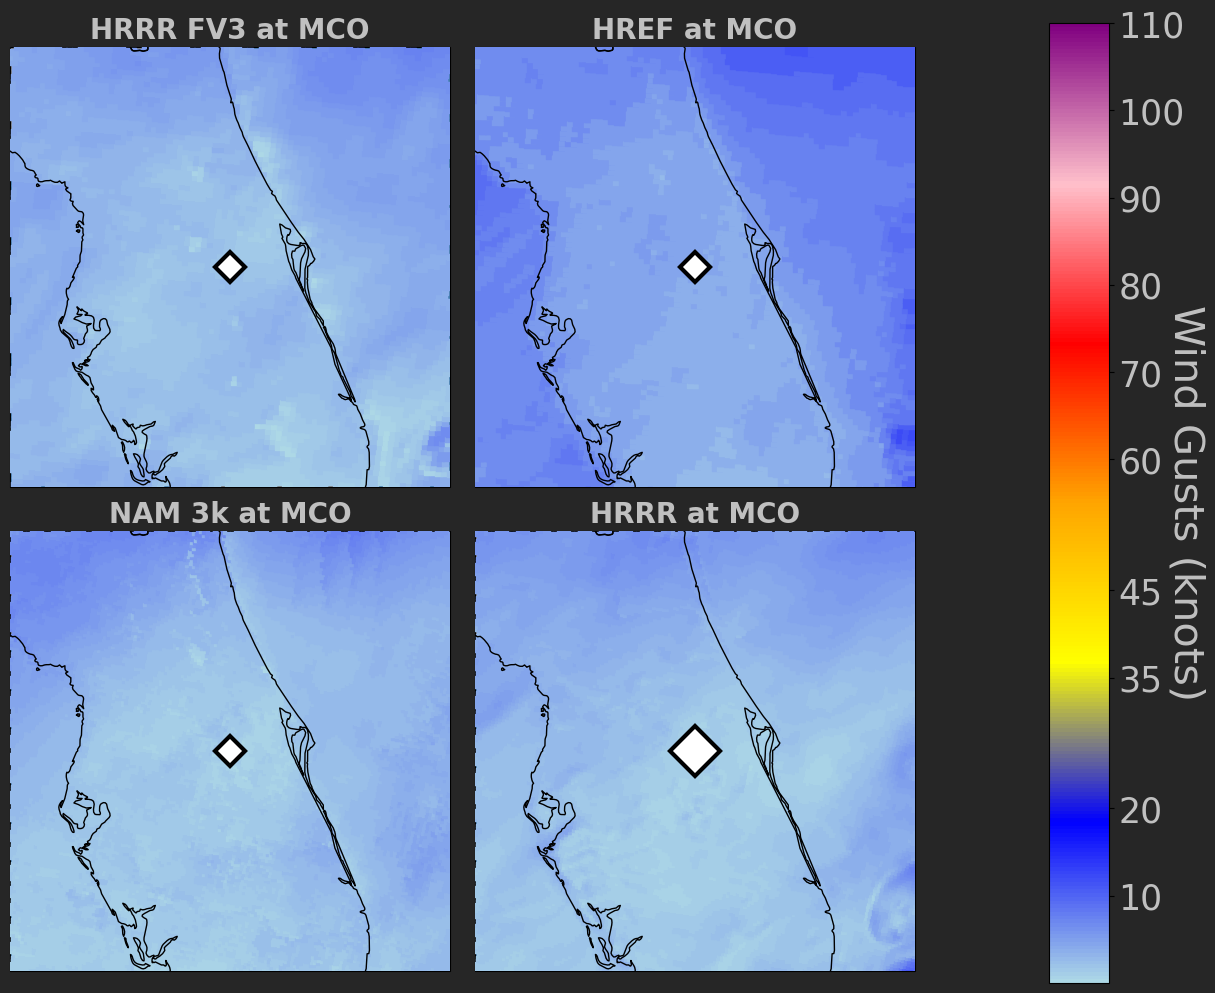 HRRR FV3 at MCO
HREF at MCO
NAM 3k at MCO
HRRR at MCO
110
100
90
80
70
60
45
35
20
10
Wind Gusts (knots)